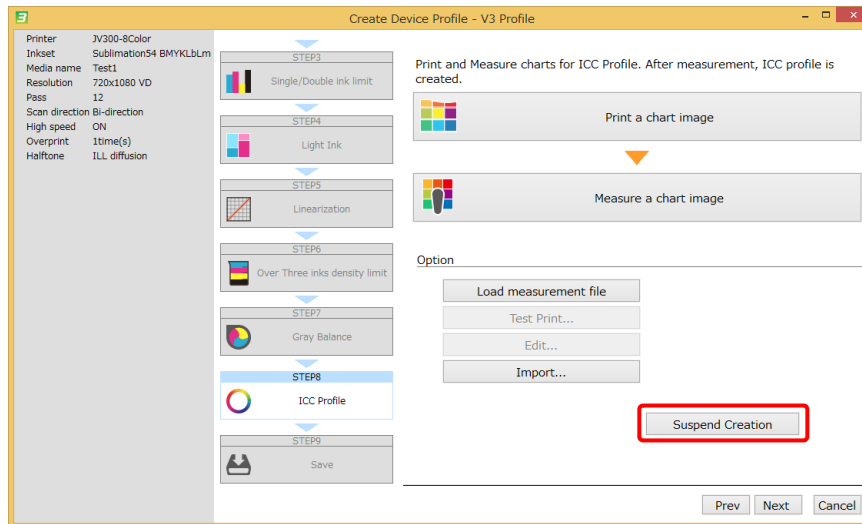 3
Create Device Profile - V3 Profile
Printer JV300-8Color
Inkset Sublimation54 BMYKLbLm
Media name Test1
Resolution 720x1080 VD
Pass 12
Scan direction Bi-direction
High speed ON
Overprint 1time(s)
Halftone ILL diffusion
STEP3
Single/Double ink limit
STEP4
Light Ink
STEP5
Linearization
STEP6
Over Three inks density limit
STEP7
Gray Balance
STEP8
ICC Profile
STEP9
Save
Print and Measure charts for ICC Profile. After measurement, ICC profile is
created.
Print a chart image
Measure a chart image
Option
Load measurement file
Test Print...
Edit...
Import...
Suspend Creation
Prev Next Cancel